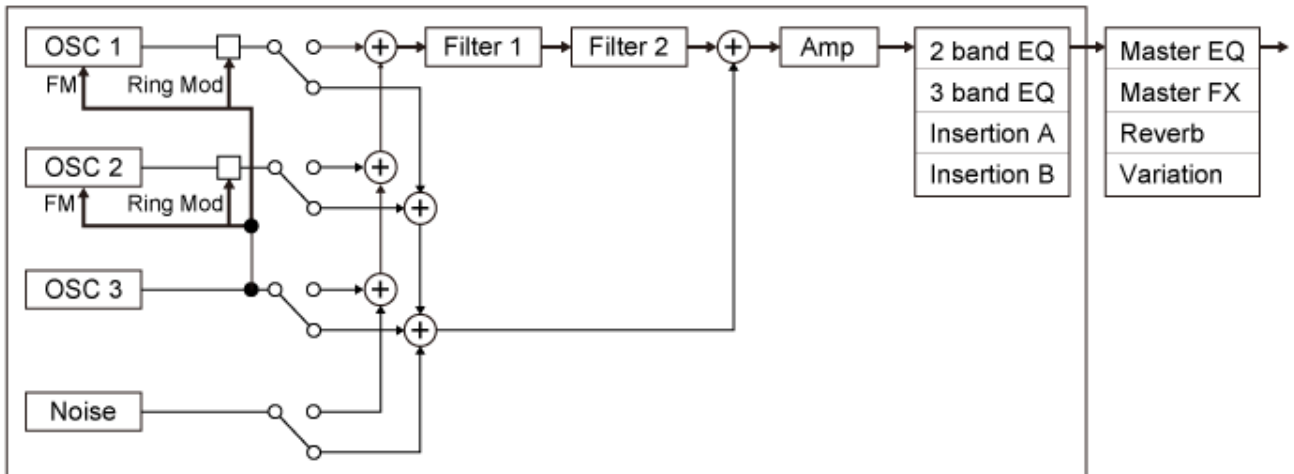 OSC 1
FM
Ring Mod
Filter 1
Filter 2
Amp
2 band EQ
3 band EQ
Insertion A
Insertion B
Master EQ
Master FX
Reverb
Variation
OSC 2
FM
Ring Mod
OSC 3
Noise